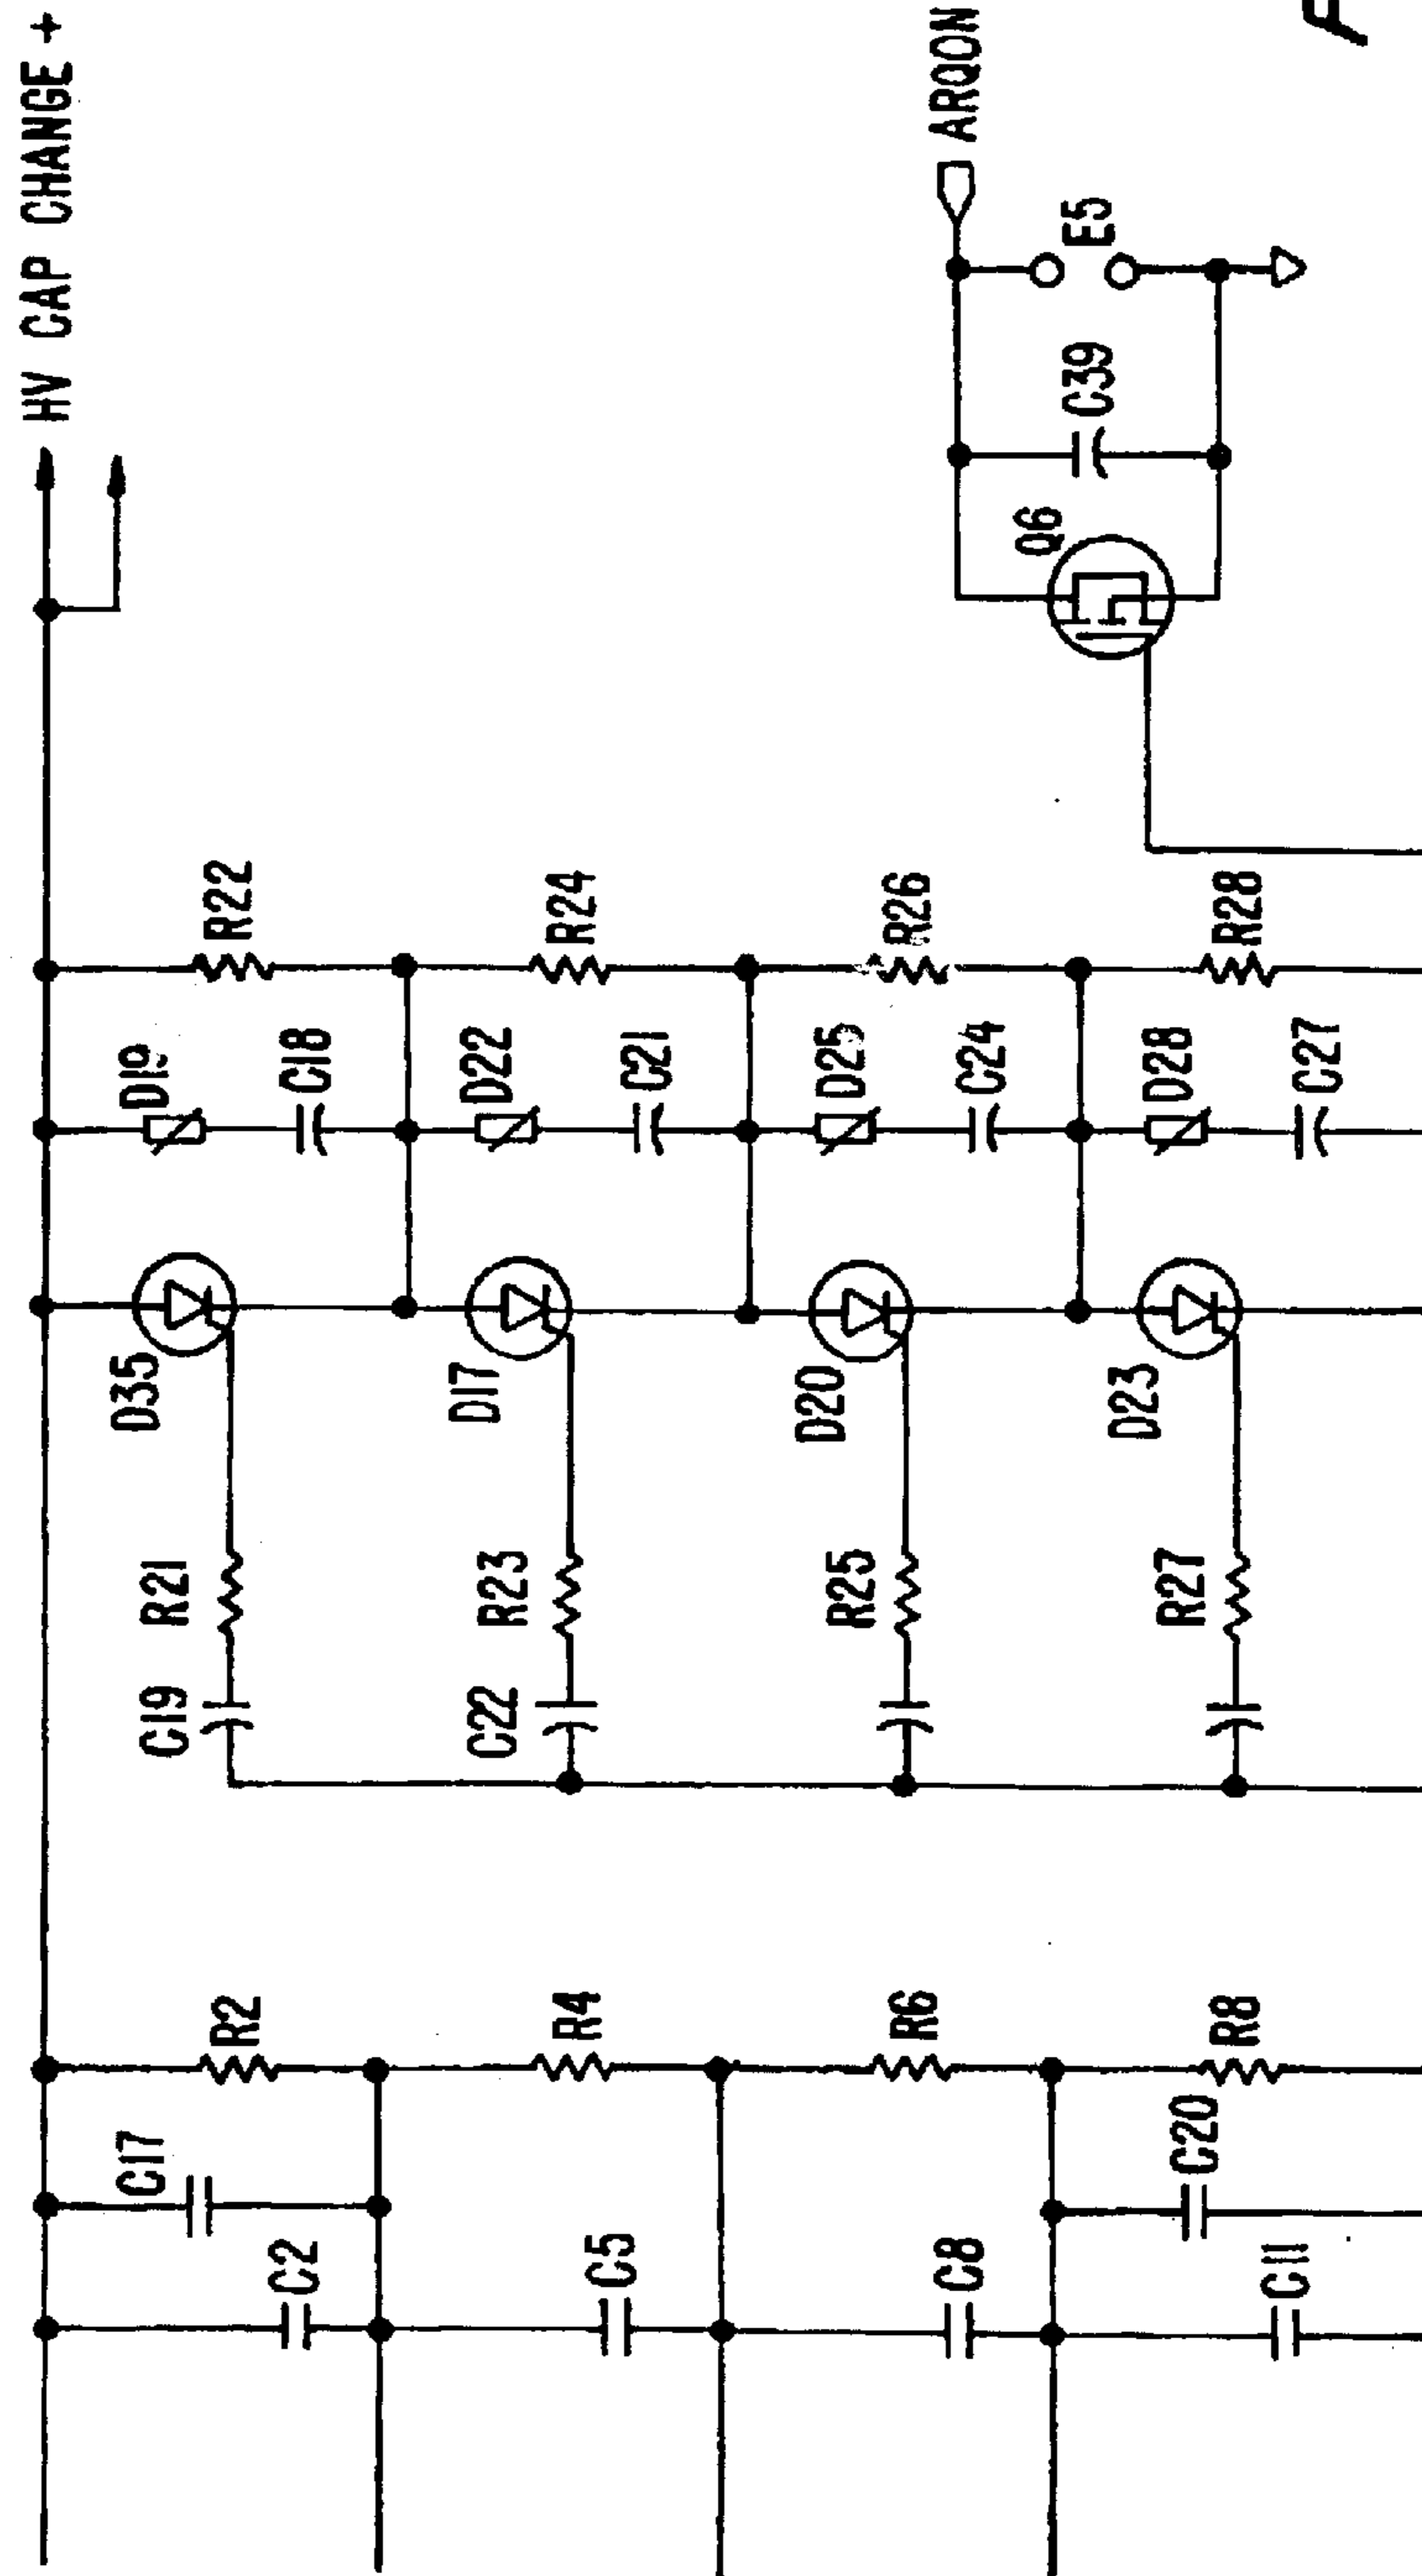 HV CAP CHANGE +
C17
C19
R21
D35
D19
R2
R22
C2
C18
C22
R23
D17
D22
R4
R24
C5
C21
R25
D20
D25
R6
R26
C8
C24
ARQON
Q6
C39
E5
C20
R27
D23
D28
R8
R28
C11
C27